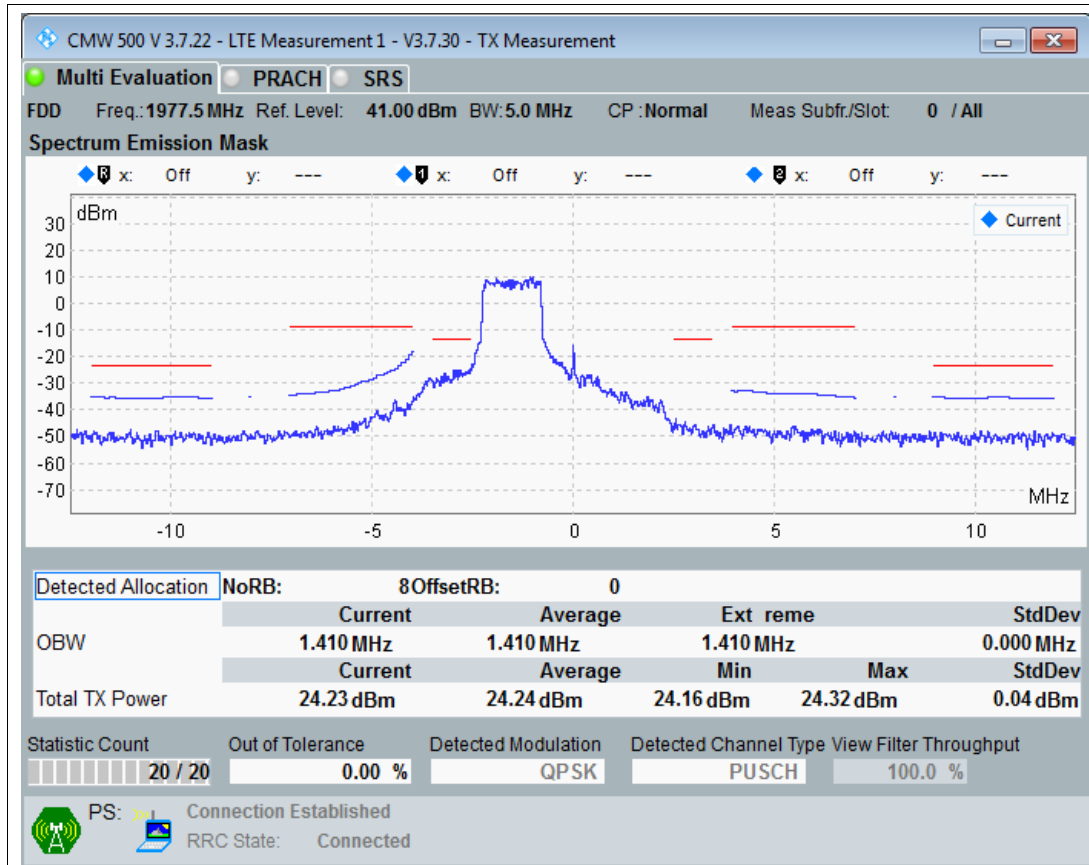 CMW 500 V 3.7.22 - LTE Measurement 1 - V3.7.30 - TX Measurement
Multi Evaluation PRACH SRS
FDD Freq.: 1977.5 MHz Ref. Level: 41.00 dBm BW: 5.0 MHz CP : Normal Meas Subfr./Slot: 0 / All
Spectrum Emission Mask
R x: Off y: --- 1 x: Off y: --- 2 x: Off y: ---
dBm
Current
30
20
10
0
-10
-20
-30
-40
-50
-60
-70
MHz
-10 -5 0 5 10
Detected Allocation NoRB: 8 OffsetRB: 0
Current Average Ext reme StdDev
OBW 1.410 MHz 1.410 MHz 1.410 MHz 0.000 MHz
Current Average Min Max StdDev
Total TX Power 24.23 dBm 24.24 dBm 24.16 dBm 24.32 dBm 0.04 dBm
Statistic Count Out of Tolerance Detected Modulation Detected Channel Type View Filter Throughput
20 / 20 0.00 % QPSK PUSCH 100.0 %
PS: Connection Established
RRC State: Connected